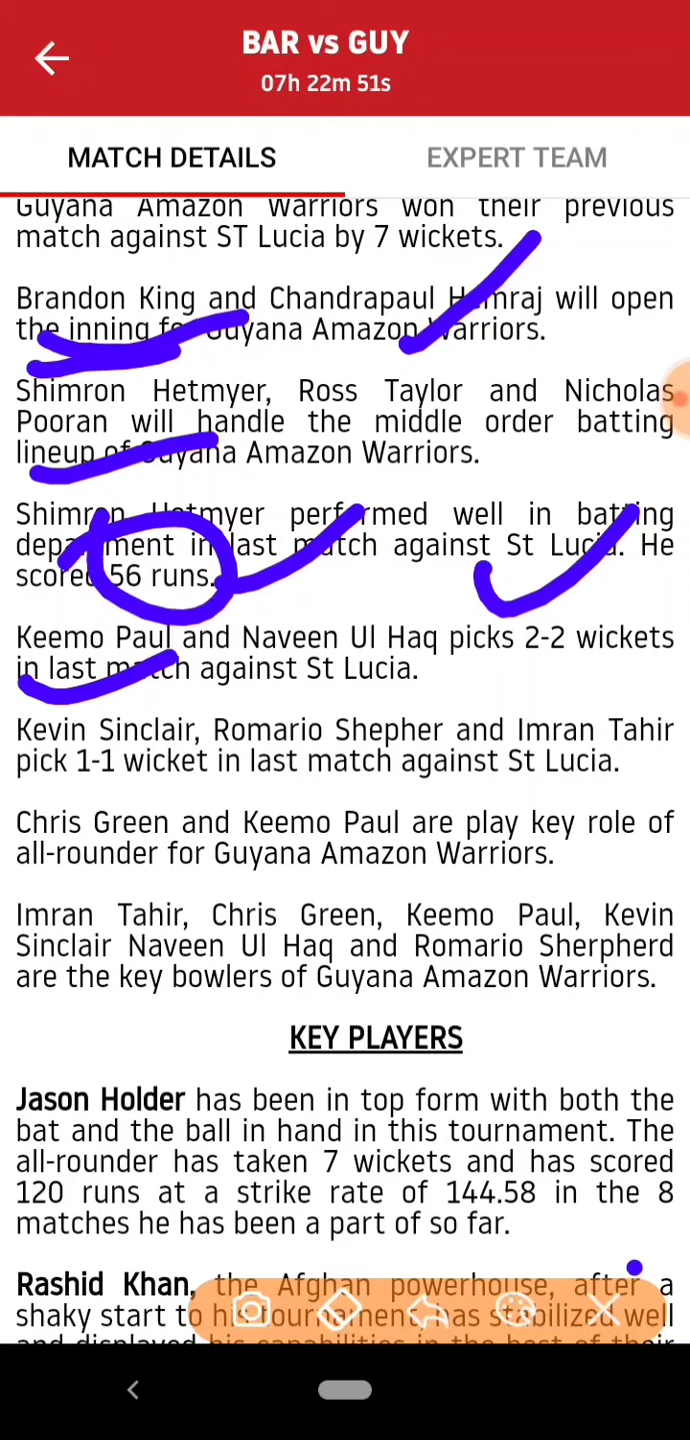 BAR vs GUY
07h 22m 51s
MATCH DETAILS
EXPERT TEAM
Guyana Amazon Warriors won their previous
match against ST Lucia by 7 wickets.
Brandon King and Chandrapaul Hemraj will open
the inning for Guyana Amazon Warriors.
Shimron Hetmyer, Ross Taylor and Nicholas
Pooran will handle the middle order batting
lineup of Guyana Amazon Warriors.
Shimron Hetmyer performed well in batting
department in last match against St Lucia. He
scored 56 runs.
Keemo Paul and Naveen Ul Haq picks 2-2 wickets
in last match against St Lucia.
Kevin Sinclair, Romario Shepher and Imran Tahir
pick 1-1 wicket in last match against St Lucia.
Chris Green and Keemo Paul are play key role of
all-rounder for Guyana Amazon Warriors.
Imran Tahir, Chris Green, Keemo Paul, Kevin
Sinclair Naveen Ul Haq and Romario Sherpherd
are the key bowlers of Guyana Amazon Warriors.
KEY PLAYERS
Jason Holder has been in top form with both the
bat and the ball in hand in this tournament. The
all-rounder has taken 7 wickets and has scored
120 runs at a strike rate of 144.58 in the 8
matches he has been a part of so far.
Rashid Khan, the Afghan powerhouse, after a
shaky start to his tournament, has stabilized well
and displayed his capabilities in the best of their